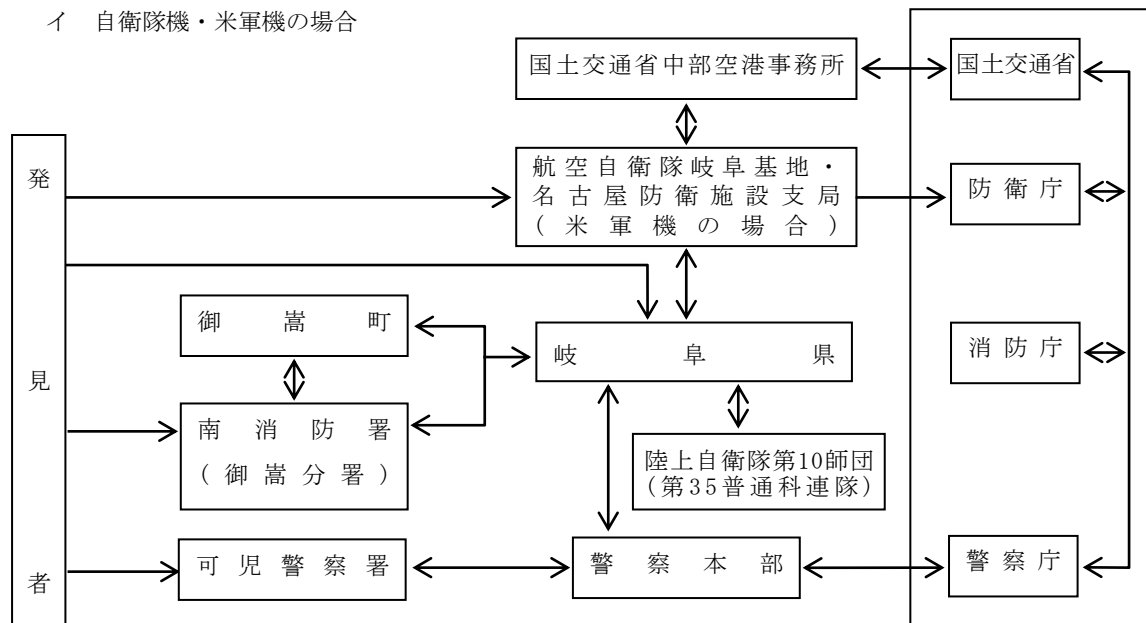 イ 自衛隊機・米軍機の場合
国土交通省中部空港事務所
国土交通省
発見者
航空自衛隊岐阜基地・
名古屋防衛施設支局
(米軍機の場合)
防衛庁
御嵩町
岐阜県
消防庁
南消防署
(御嵩分署)
陸上自衛隊第10師団
(第35普通科連隊)
可児警察署
警察本部
警察庁